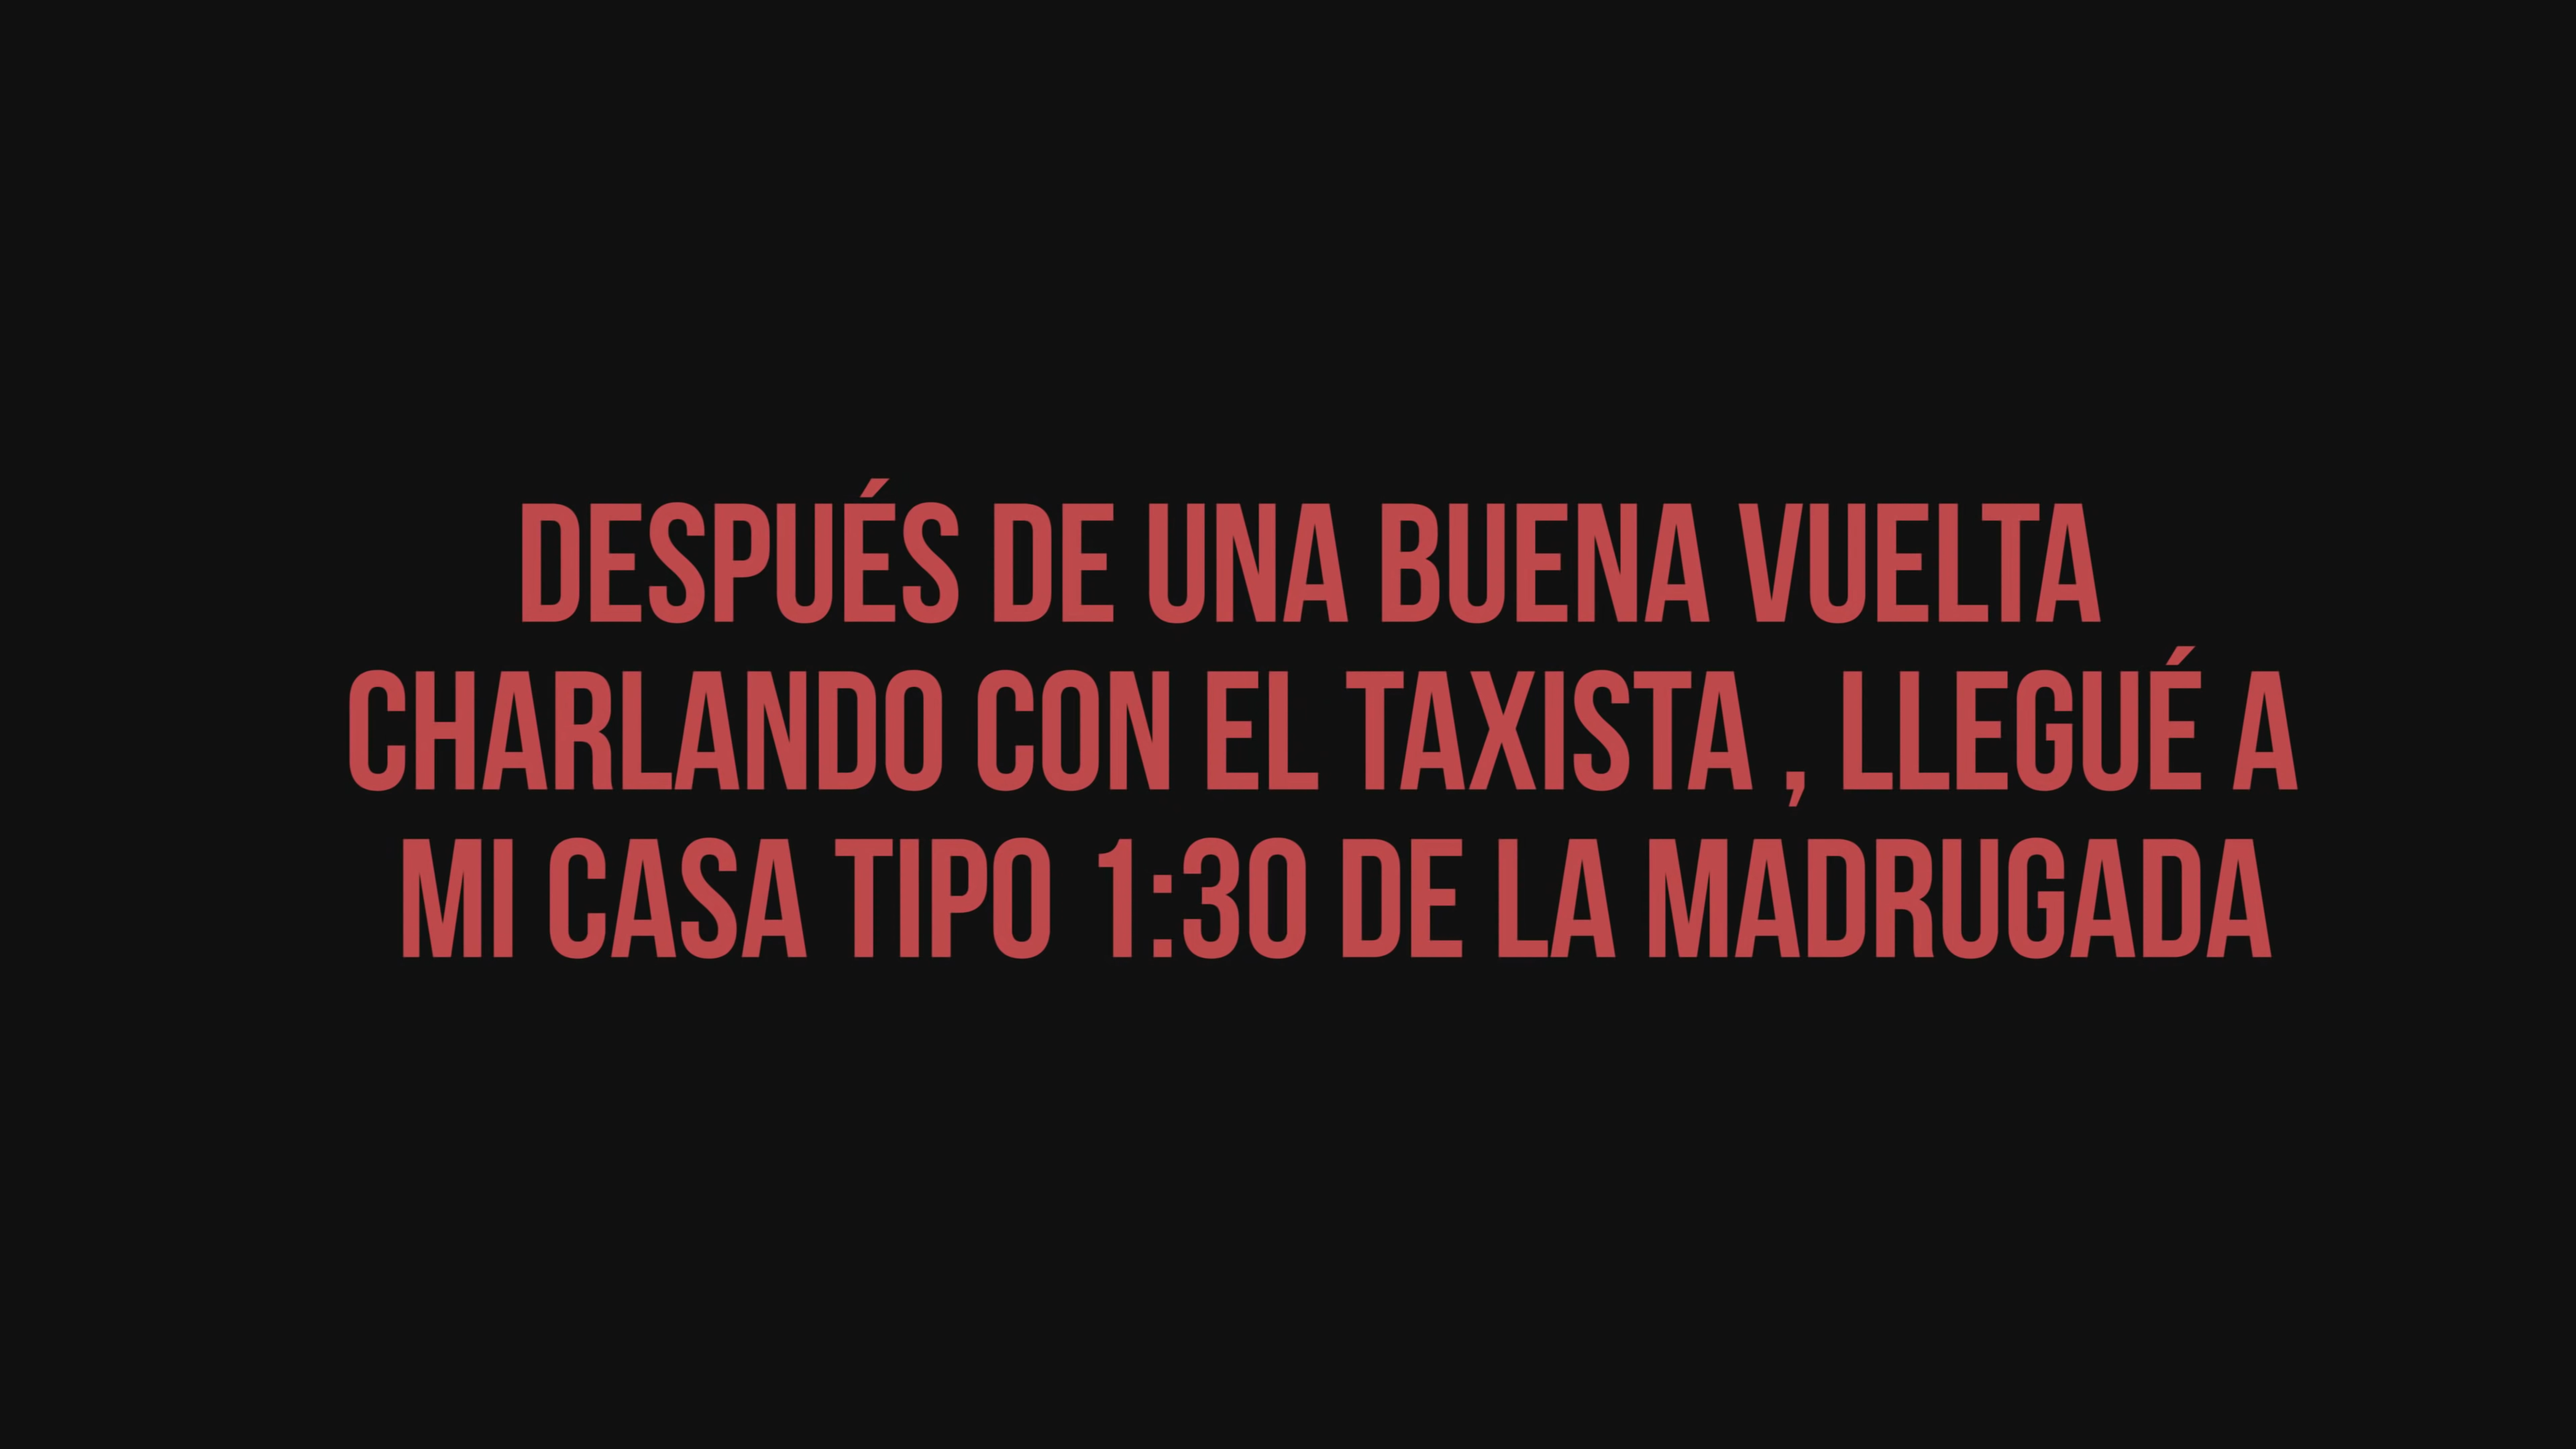 DESPUÉS DE UNA BUENA VUELTA
CHARLANDO CON EL TAXISTA , LLEGUÉ A
MI CASA TIPO 1:30 DE LA MADRUGADA